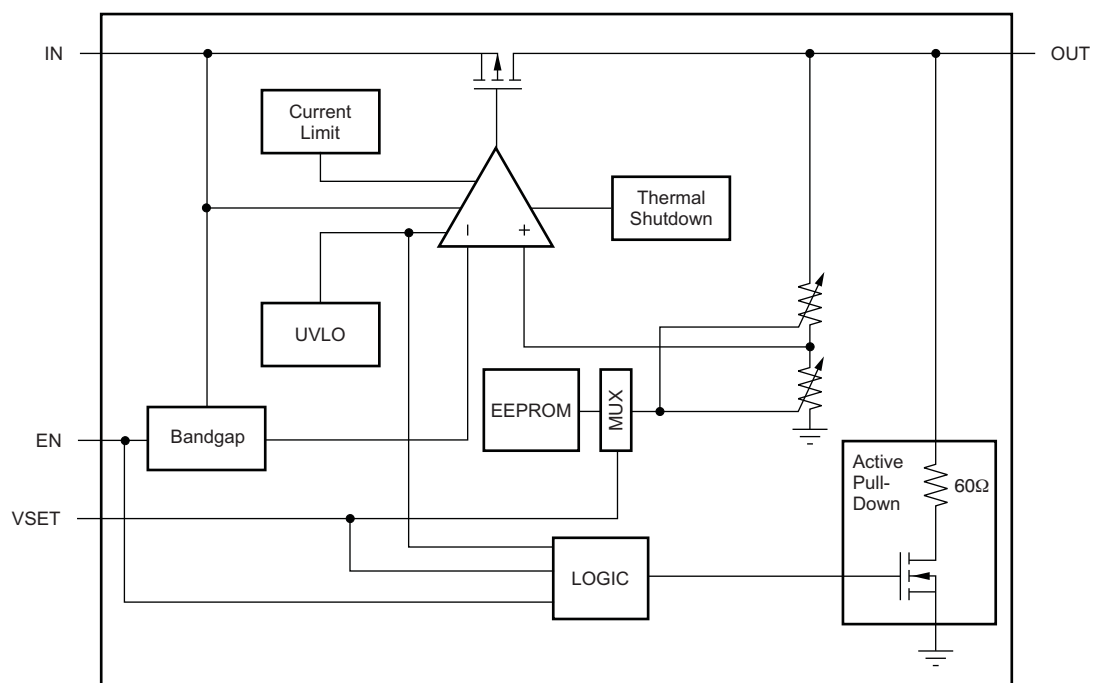 IN
OUT
Current
Limit
Thermal
Shutdown
UVLO
EEPROM
MUX
EN
Bandgap
Active
Pull-
Down
60Ω
VSET
LOGIC